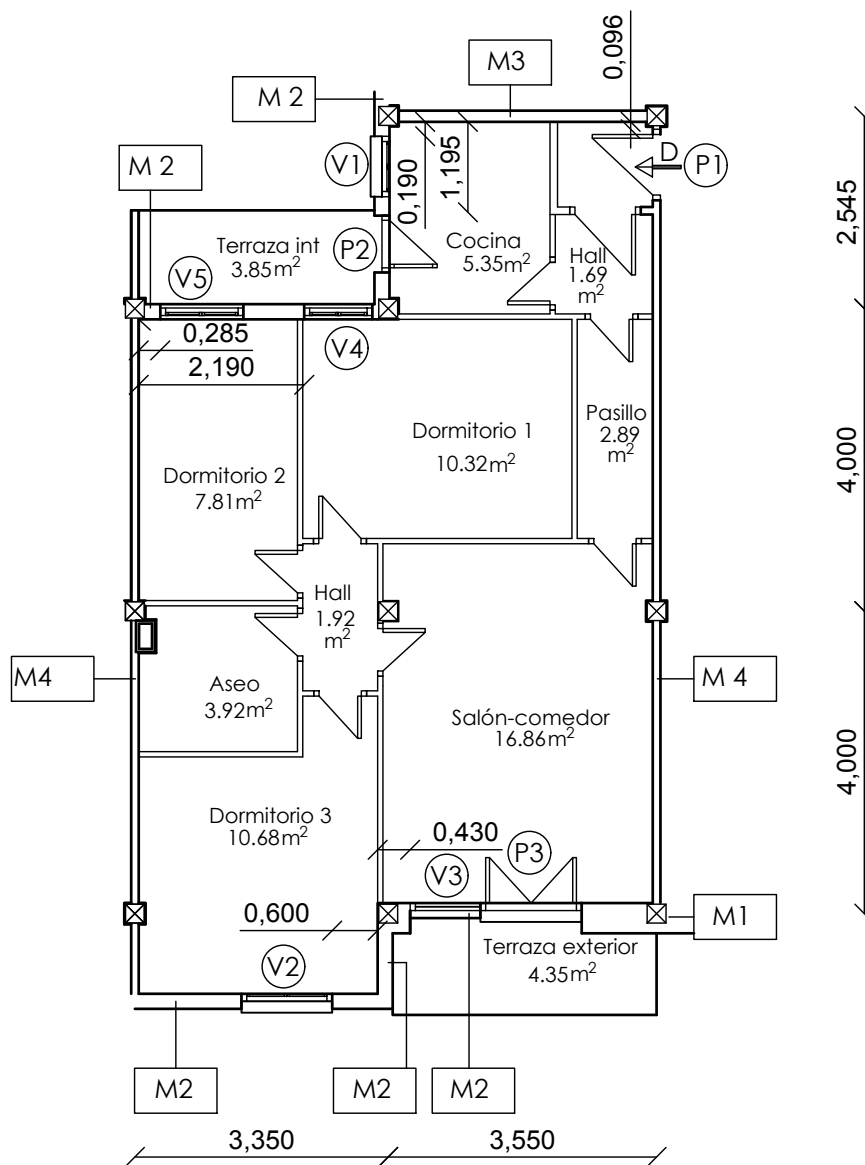 M3
0,096
M 2
M 2
V1
D
P1
0,190
1,195
2,545
Terraza int
3.85m²
P2
Cocina
5.35m²
Hall
1.69
m²
V5
0,285
V4
2,190
Pasillo
2.89
m²
Dormitorio 1
10.32m²
4,000
Dormitorio 2
7.81m²
Hall
1.92
m²
M4
Aseo
3.92m²
M 4
Salón-comedor
16.86m²
4,000
Dormitorio 3
10.68m²
0,430
P3
V3
0,600
M1
V2
Terraza exterior
4.35m²
M2
M2
M2
3,350
3,550